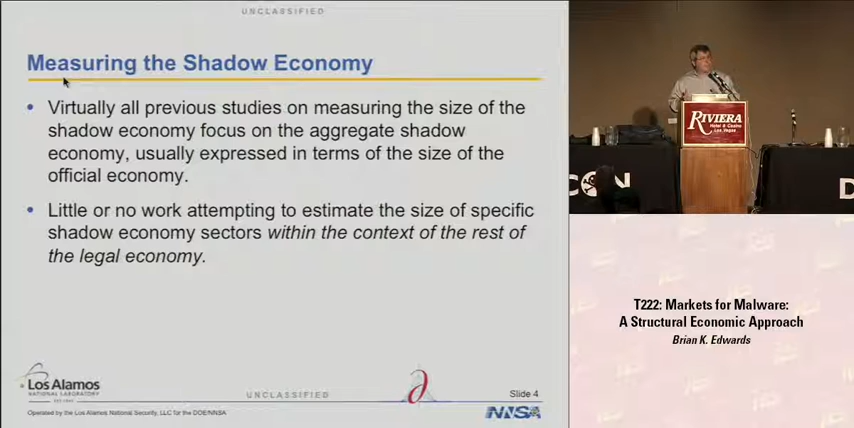 UNCLASSIFIED
Measuring the Shadow Economy
• Virtually all previous studies on measuring the size of the
shadow economy focus on the aggregate shadow
economy, usually expressed in terms of the size of the
official economy.
• Little or no work attempting to estimate the size of specific
shadow economy sectors within the context of the rest of
the legal economy.
Los Alamos
NATIONAL LABORATORY
UNCLASSIFIED
Slide 4
Operated by the Los Alamos National Security, LLC for the DOE/NNSA
NNSA
RIVIERA
Hotel & Casino
Las Vegas
CON
D
T222: Markets for Malware:
A Structural Economic Approach
Brian K. Edwards